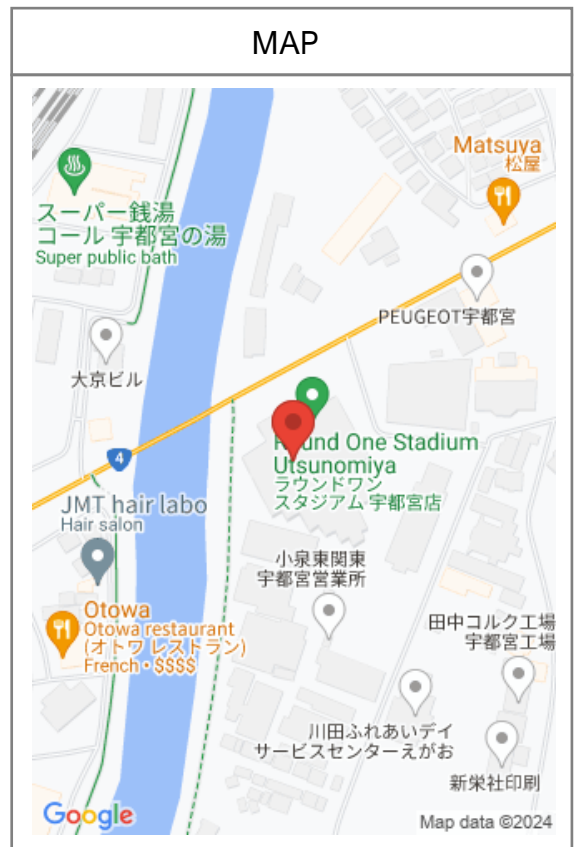 MAP
Matsuya
松屋
スーパー銭湯
コール 宇都宮の湯
Super public bath
PEUGEOT宇都宮
大京ビル
Round One Stadium
Utsunomiya
ラウンドワン
スタジアム 宇都宮店
4
JMT hair labo
Hair salon
小泉東関東
宇都宮営業所
Otowa
Otowa restaurant
(オトワ レストラン)
French • $$$$
田中コルク工場
宇都宮工場
川田ふれあいデイ
サービスセンターえがお
新栄社印刷
Google
Map data ©2024